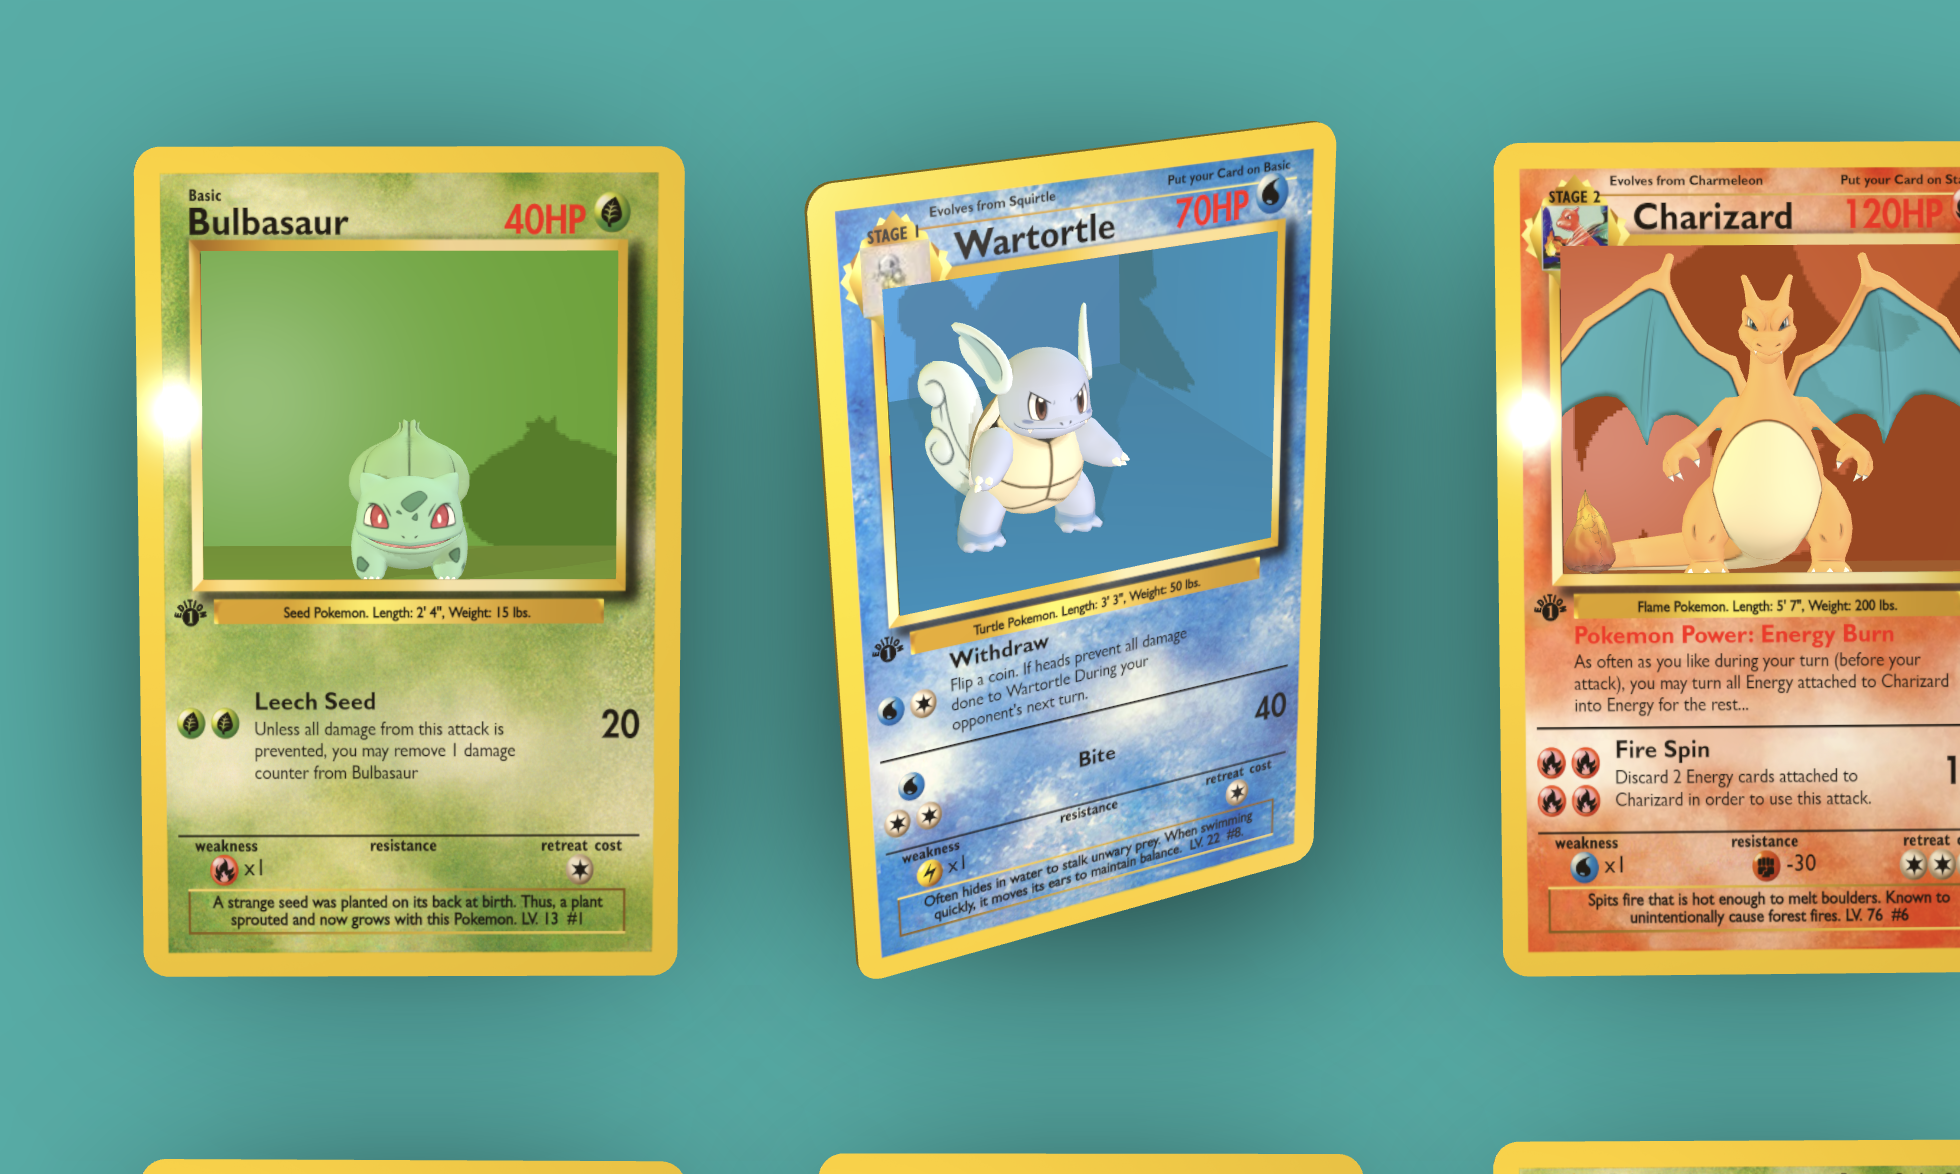 Basic
Bulbasaur 40HP
EDITION
1
Seed Pokemon. Length: 2' 4", Weight: 15 lbs.
Leech Seed
Unless all damage from this attack is
prevented, you may remove 1 damage
counter from Bulbasaur
20
weakness resistance retreat cost
x1
A strange seed was planted on its back at birth. Thus, a plant
sprouted and now grows with this Pokemon. LV. 13 #1
Evolves from Squirtle Put your Card on Basic
STAGE 1
Wartortle 70HP
EDITION
1
Turtle Pokemon. Length: 3' 3", Weight: 50 lbs.
Withdraw
Flip a coin. If heads prevent all damage
done to Wartortle During your
opponent's next turn.
Bite
40
weakness resistance retreat cost
x1
Often hides in water to stalk unwary prey. When swimming
quickly, it moves its ears to maintain balance. LV. 22 #8.
Evolves from Charmeleon Put your Card on
STAGE 2
Charizard 120HP
EDITION
1
Flame Pokemon. Length: 5' 7", Weight: 200 lbs.
Pokemon Power: Energy Burn
As often as you like during your turn (before your
attack), you may turn all Energy attached to Charizard
into Energy for the rest...
Fire Spin
Discard 2 Energy cards attached to
Charizard in order to use this attack.
weakness resistance retreat
x1 -30
Spits fire that is hot enough to melt boulders. Known to
unintentionally cause forest fires. LV. 76 #6